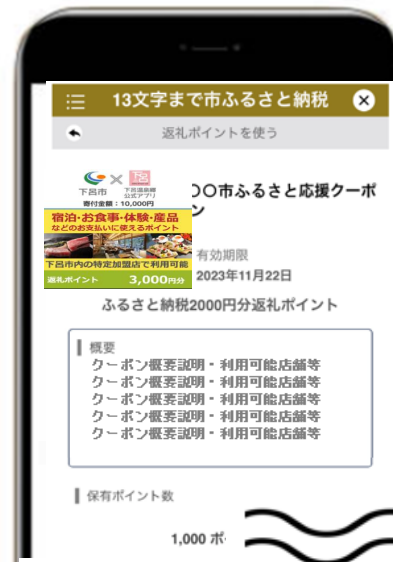 13文字まで市ふるさと納税
返礼ポイントを使う
下呂市
下呂温泉郷
公式アプリ
寄付金額：10,000円
宿泊・お食事・体験・産品
などのお支払いに使えるポイント
下呂市内の特定加盟店で利用可能
返礼ポイント 3,000円分
〇〇市ふるさと応援クーポ
ン
有効期限
2023年11月22日
ふるさと納税2000円分返礼ポイント
概要
クーポン概要説明・利用可能店舗等
クーポン概要説明・利用可能店舗等
クーポン概要説明・利用可能店舗等
クーポン概要説明・利用可能店舗等
クーポン概要説明・利用可能店舗等
保有ポイント数
1,000 ポ